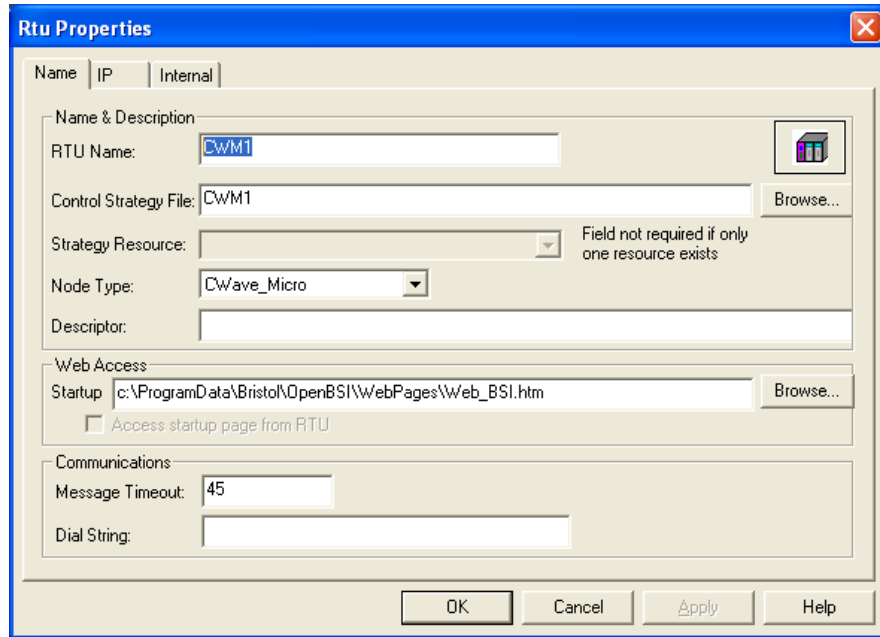 Rtu Properties
Name IP Internal
Name & Description
RTU Name: CWM1
Control Strategy File: CWM1 Browse...
Strategy Resource: Field not required if only
one resource exists
Node Type: CWave_Micro
Descriptor:
Web Access
Startup c:\ProgramData\Bristol\OpenBSI\WebPages\Web_BSI.htm Browse...
Access startup page from RTU
Communications
Message Timeout: 45
Dial String:
OK Cancel Apply Help